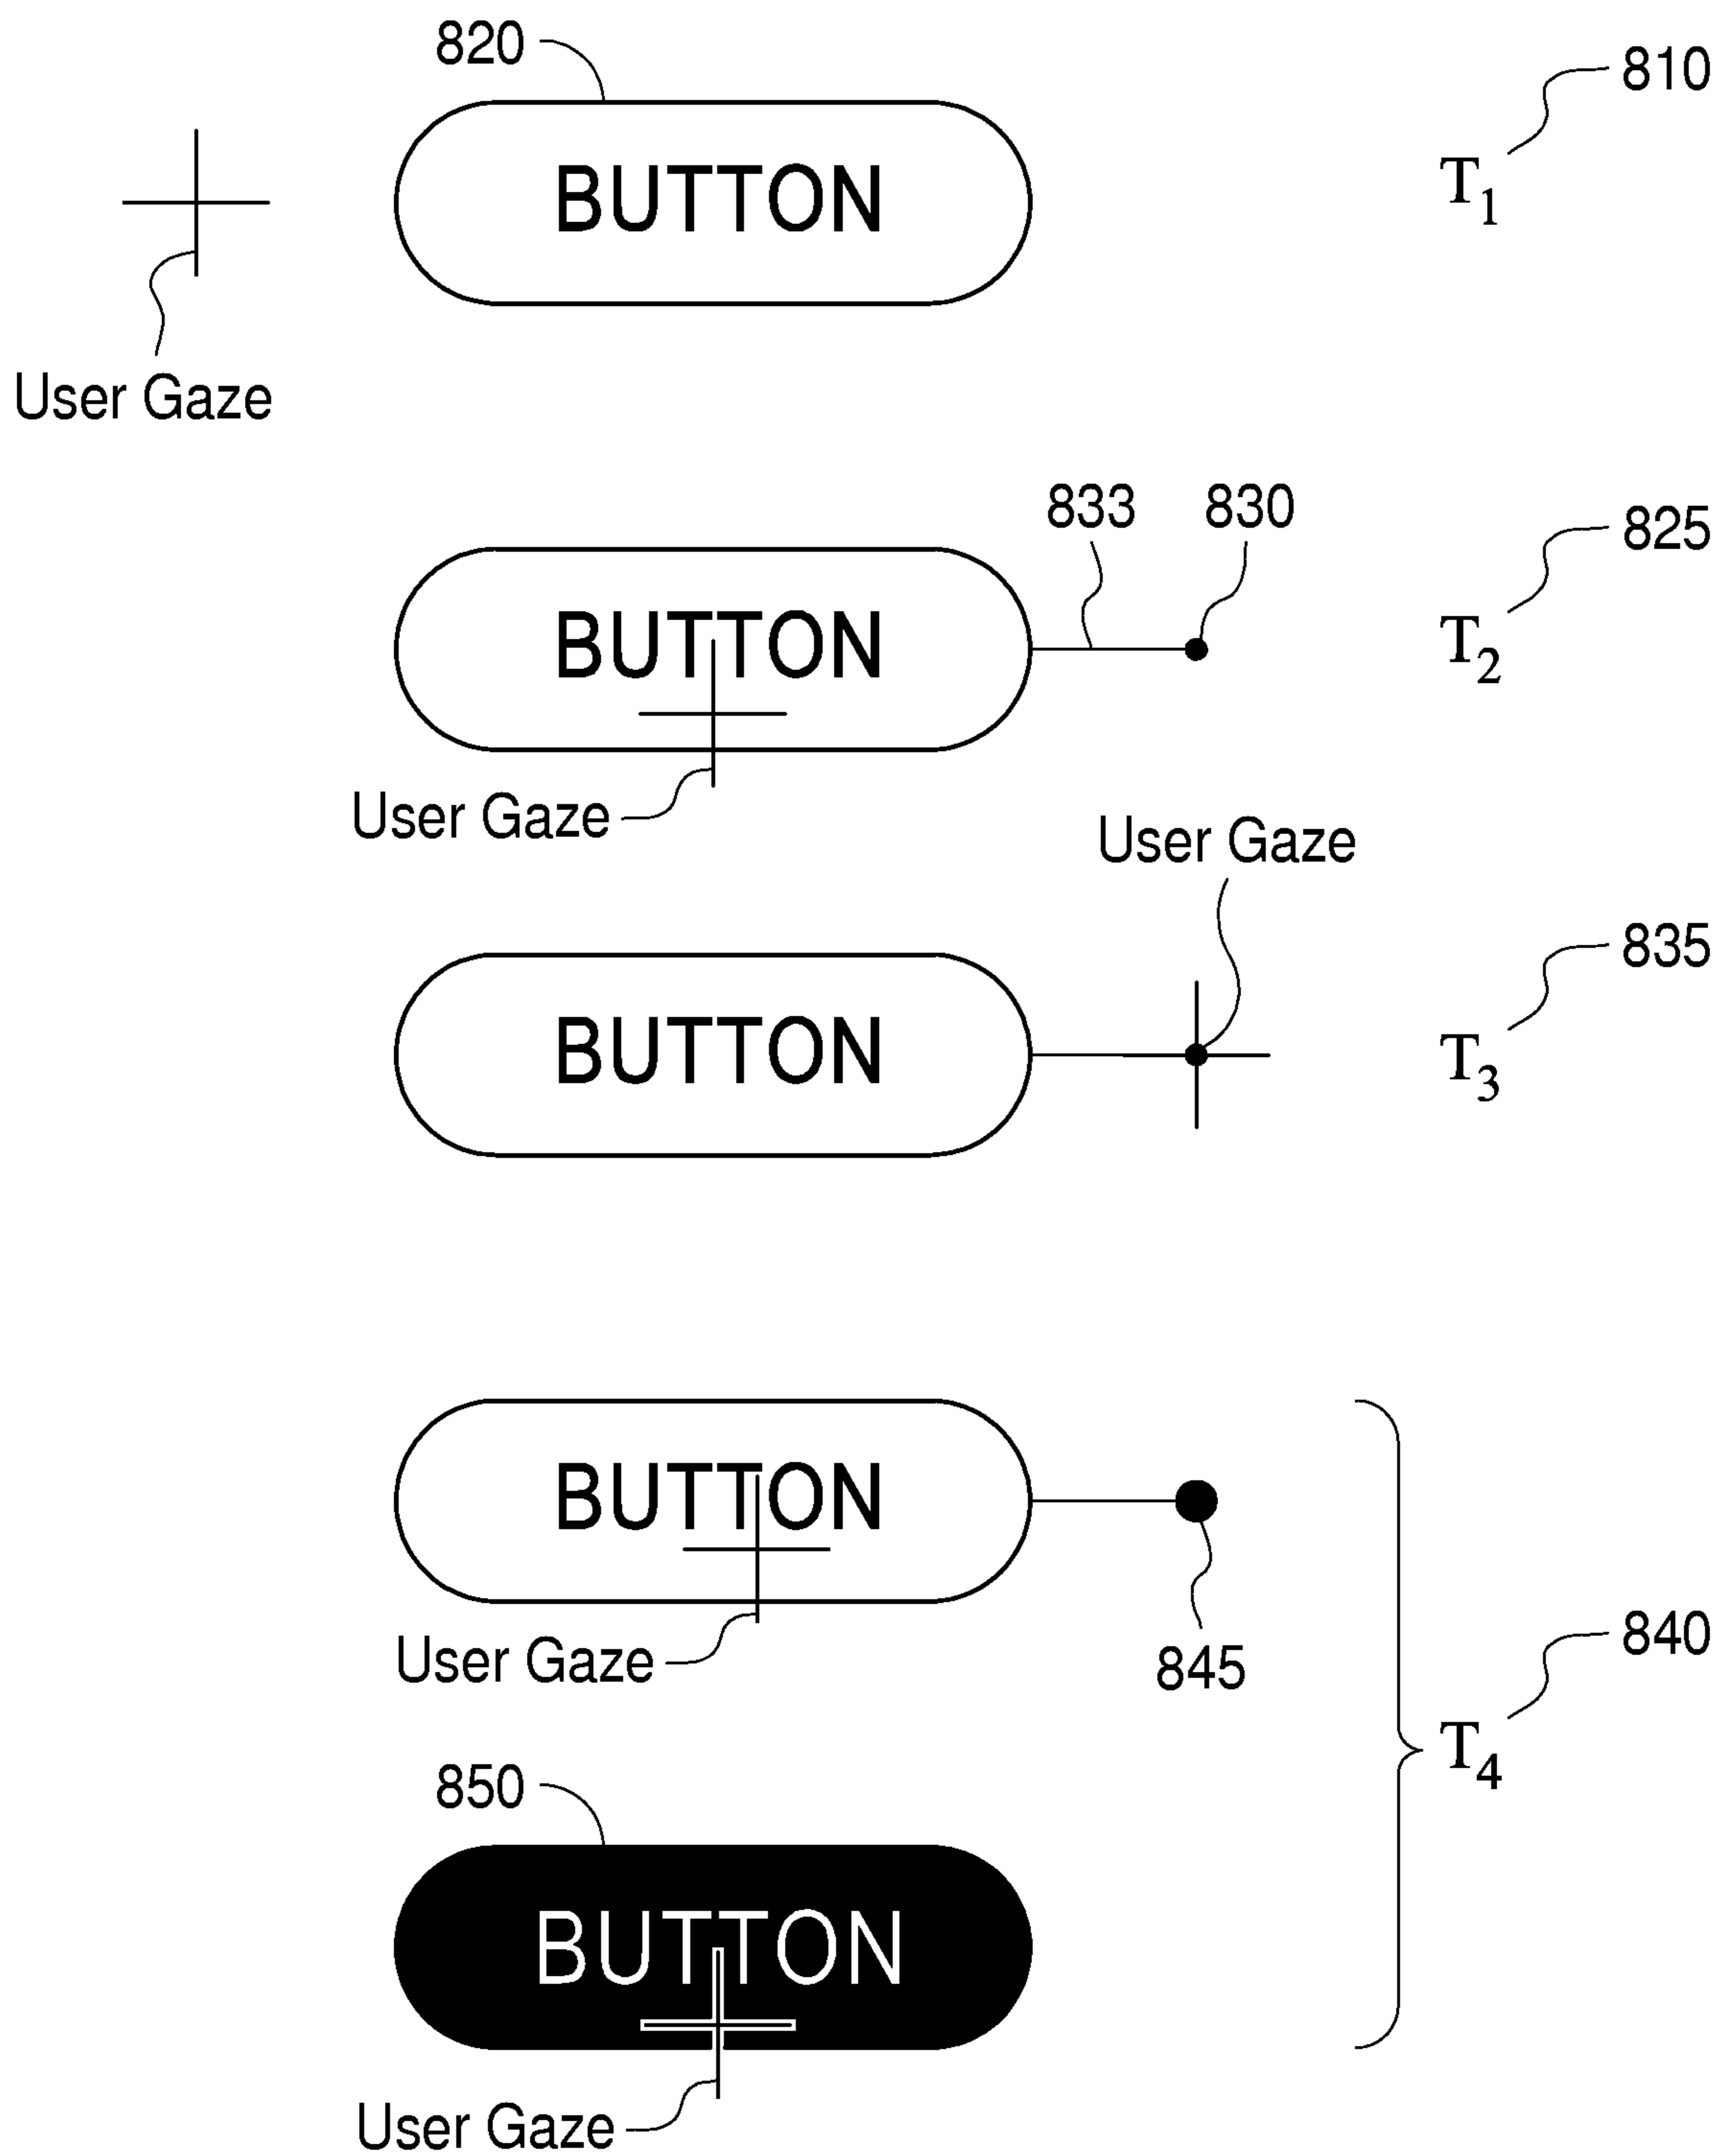 820
810
BUTTON
T1
User Gaze
833
830
825
BUTTON
T2
User Gaze
User Gaze
835
BUTTON
T3
BUTTON
User Gaze
845
840
T4
850
BUTTON
User Gaze